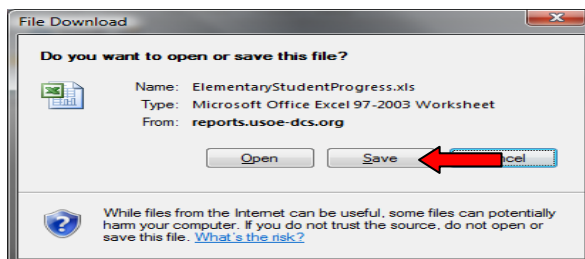 File Download
Do you want to open or save this file?
Name: ElementaryStudentProgress.xls
Type: Microsoft Office Excel 97-2003 Worksheet
From: reports.usoe-dcs.org
Open Save
While files from the Internet can be useful, some files can potentially
harm your computer. If you do not trust the source, do not open or
save this file. What's the risk?